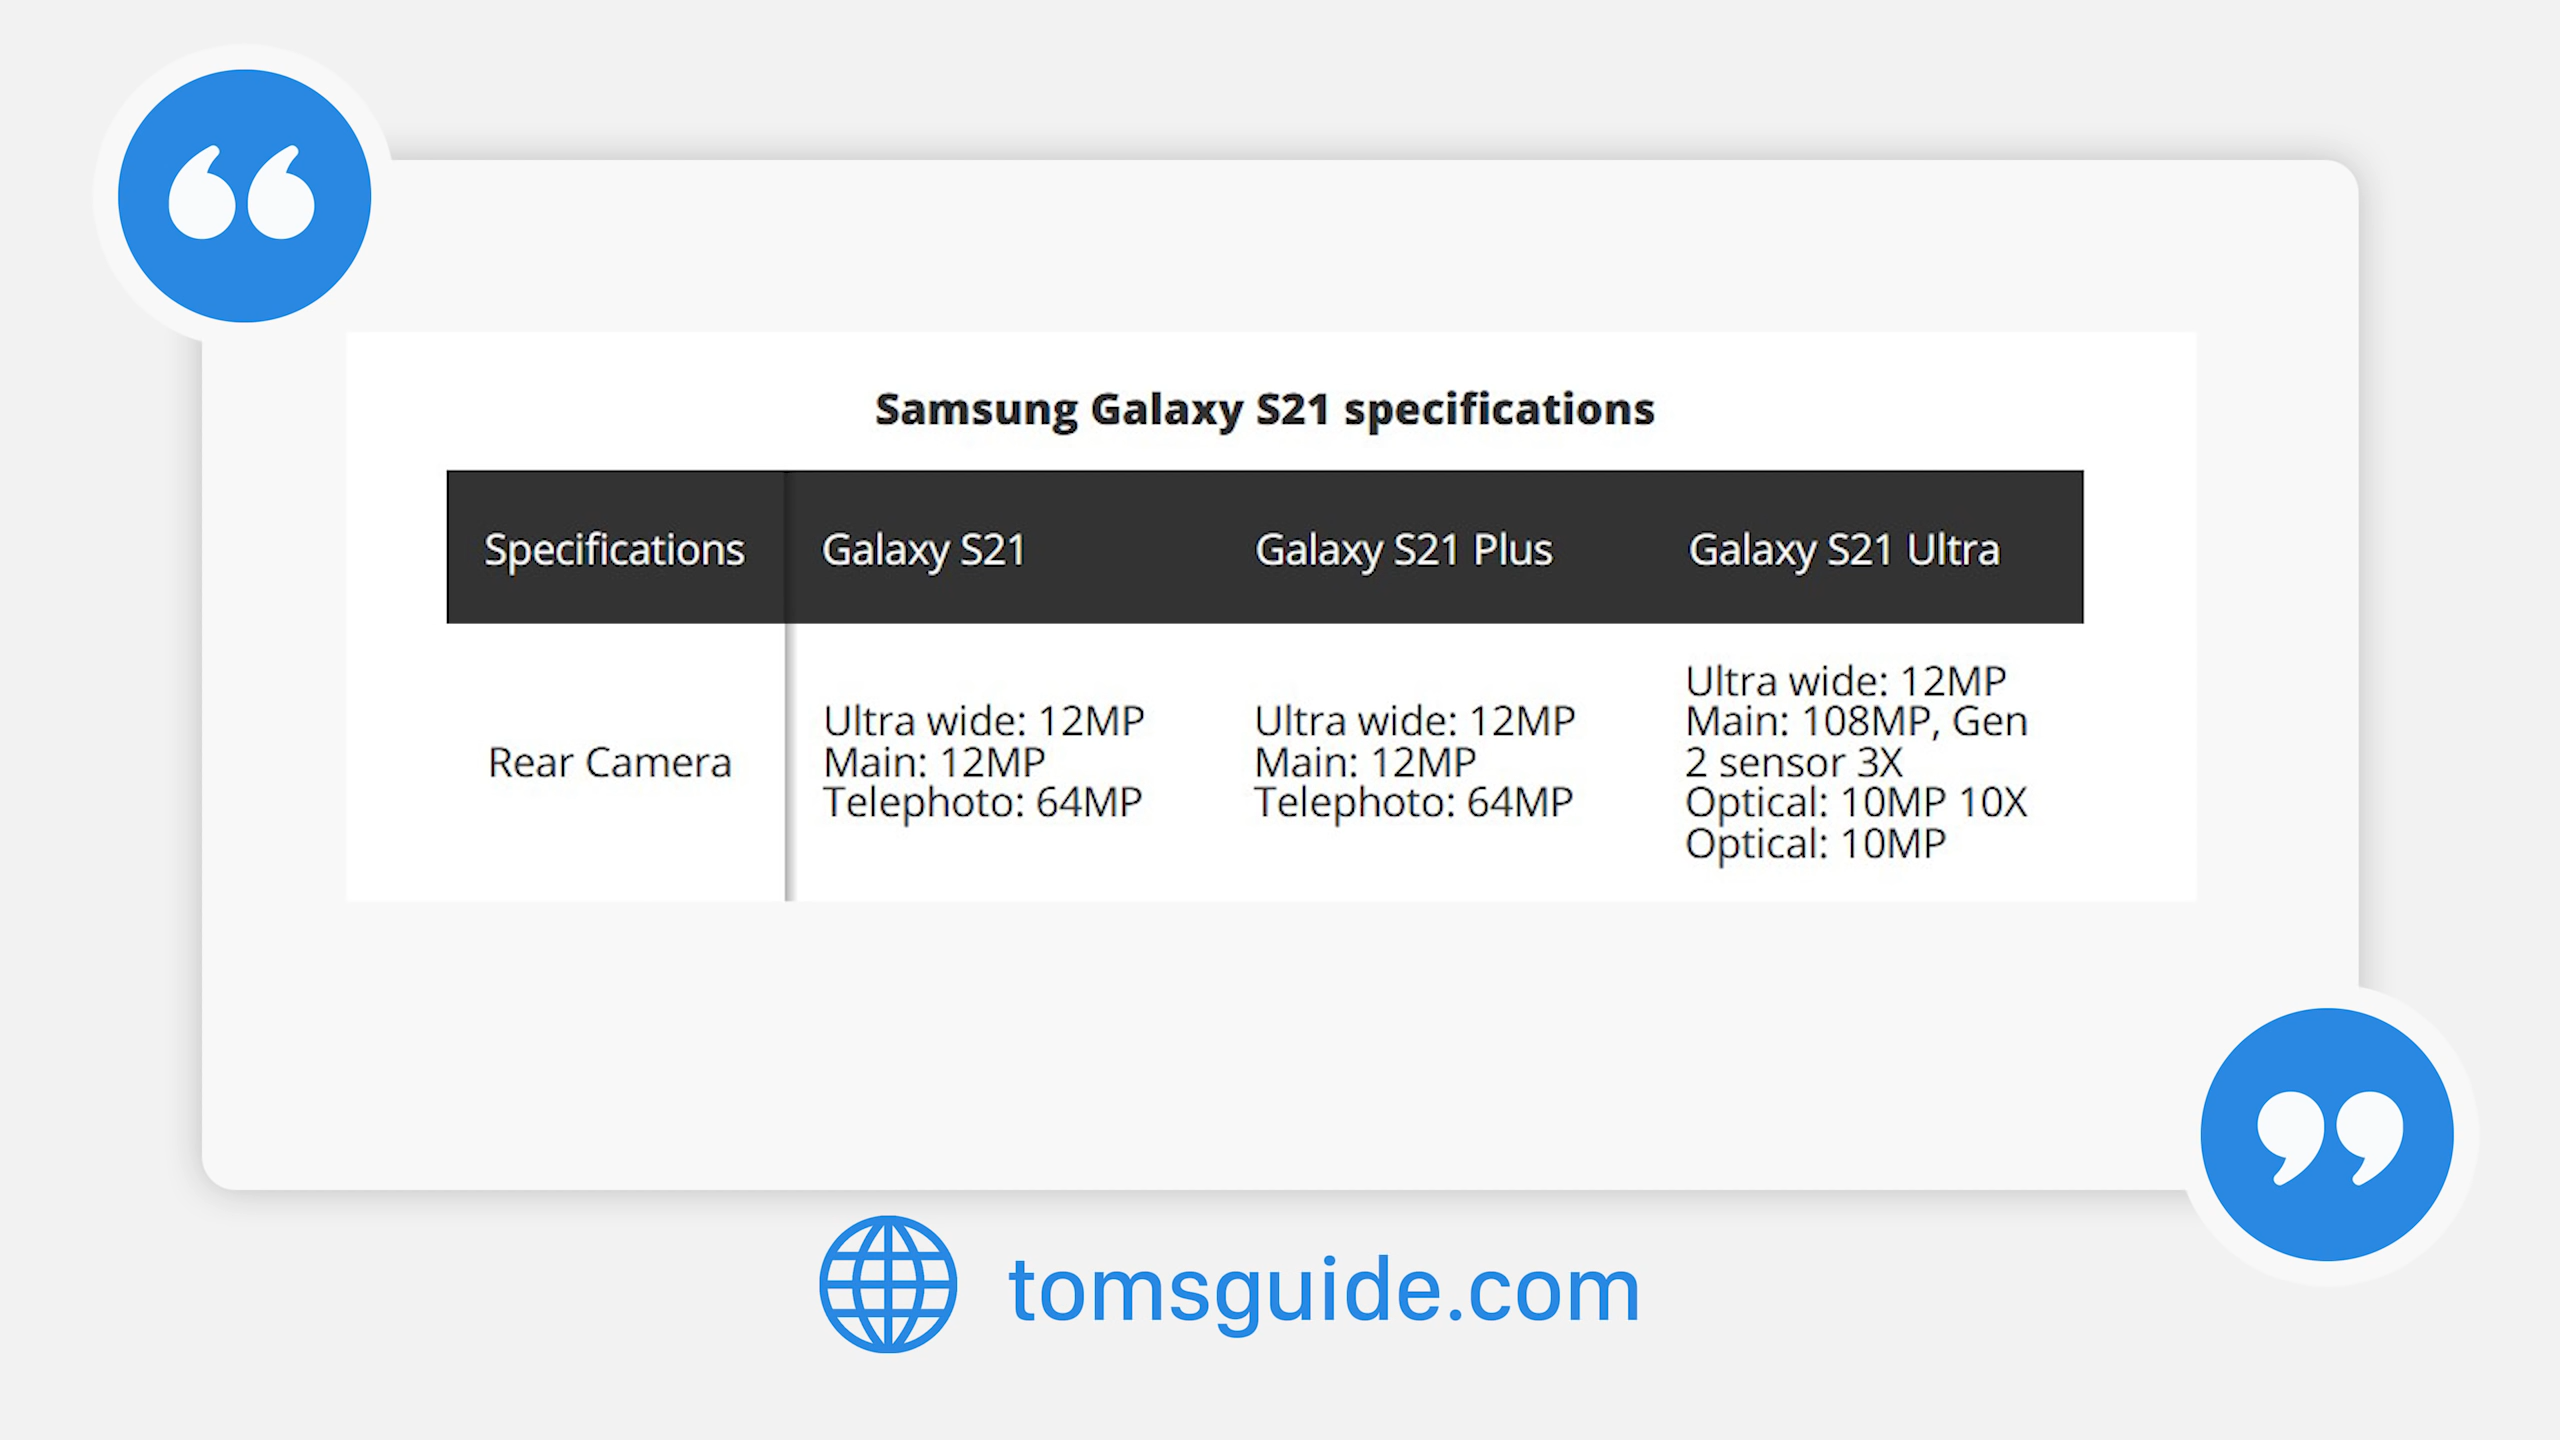 Samsung Galaxy S21 specifications
Specifications Galaxy S21 Galaxy S21 Plus Galaxy S21 Ultra
Rear Camera
Ultra wide: 12MP
Main: 12MP
Telephoto: 64MP
Ultra wide: 12MP
Main: 12MP
Telephoto: 64MP
Ultra wide: 12MP
Main: 108MP, Gen
2 sensor 3X
Optical: 10MP 10X
Optical: 10MP
tomsguide.com